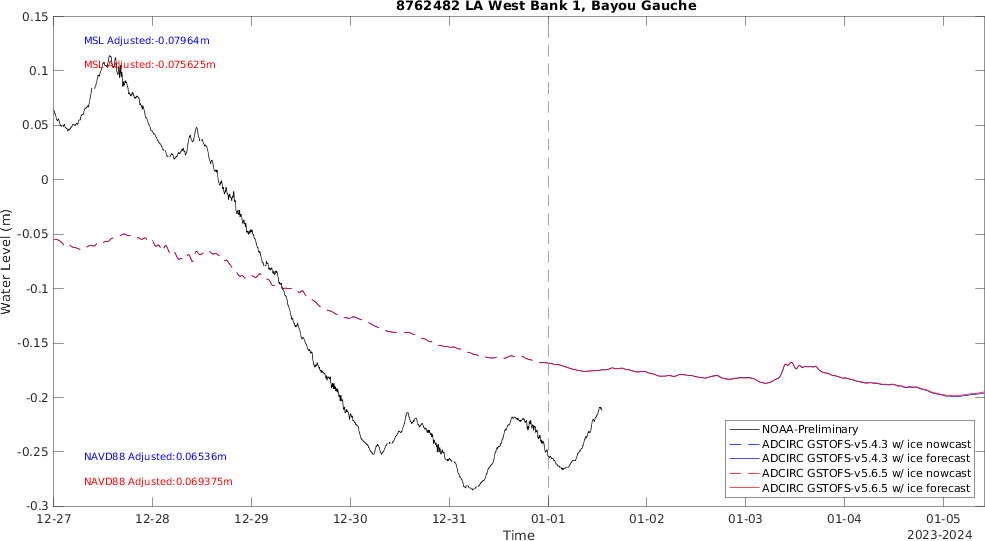 8762482 LA West Bank 1, Bayou Gauche
0.15
0.1
0.05
0
-0.05
-0.1
-0.15
-0.2
-0.25
-0.3
Water Level (m)
MSL Adjusted:-0.07964m
MSL Adjusted:-0.075625m
NAVD88 Adjusted:0.06536m
NAVD88 Adjusted:0.069375m
NOAA-Preliminary
ADCIRC GSTOFS-v5.4.3 w/ ice nowcast
ADCIRC GSTOFS-v5.4.3 w/ ice forecast
ADCIRC GSTOFS-v5.6.5 w/ ice nowcast
ADCIRC GSTOFS-v5.6.5 w/ ice forecast
12-27 12-28 12-29 12-30 12-31 01-01 01-02 01-03 01-04 01-05
Time
2023-2024